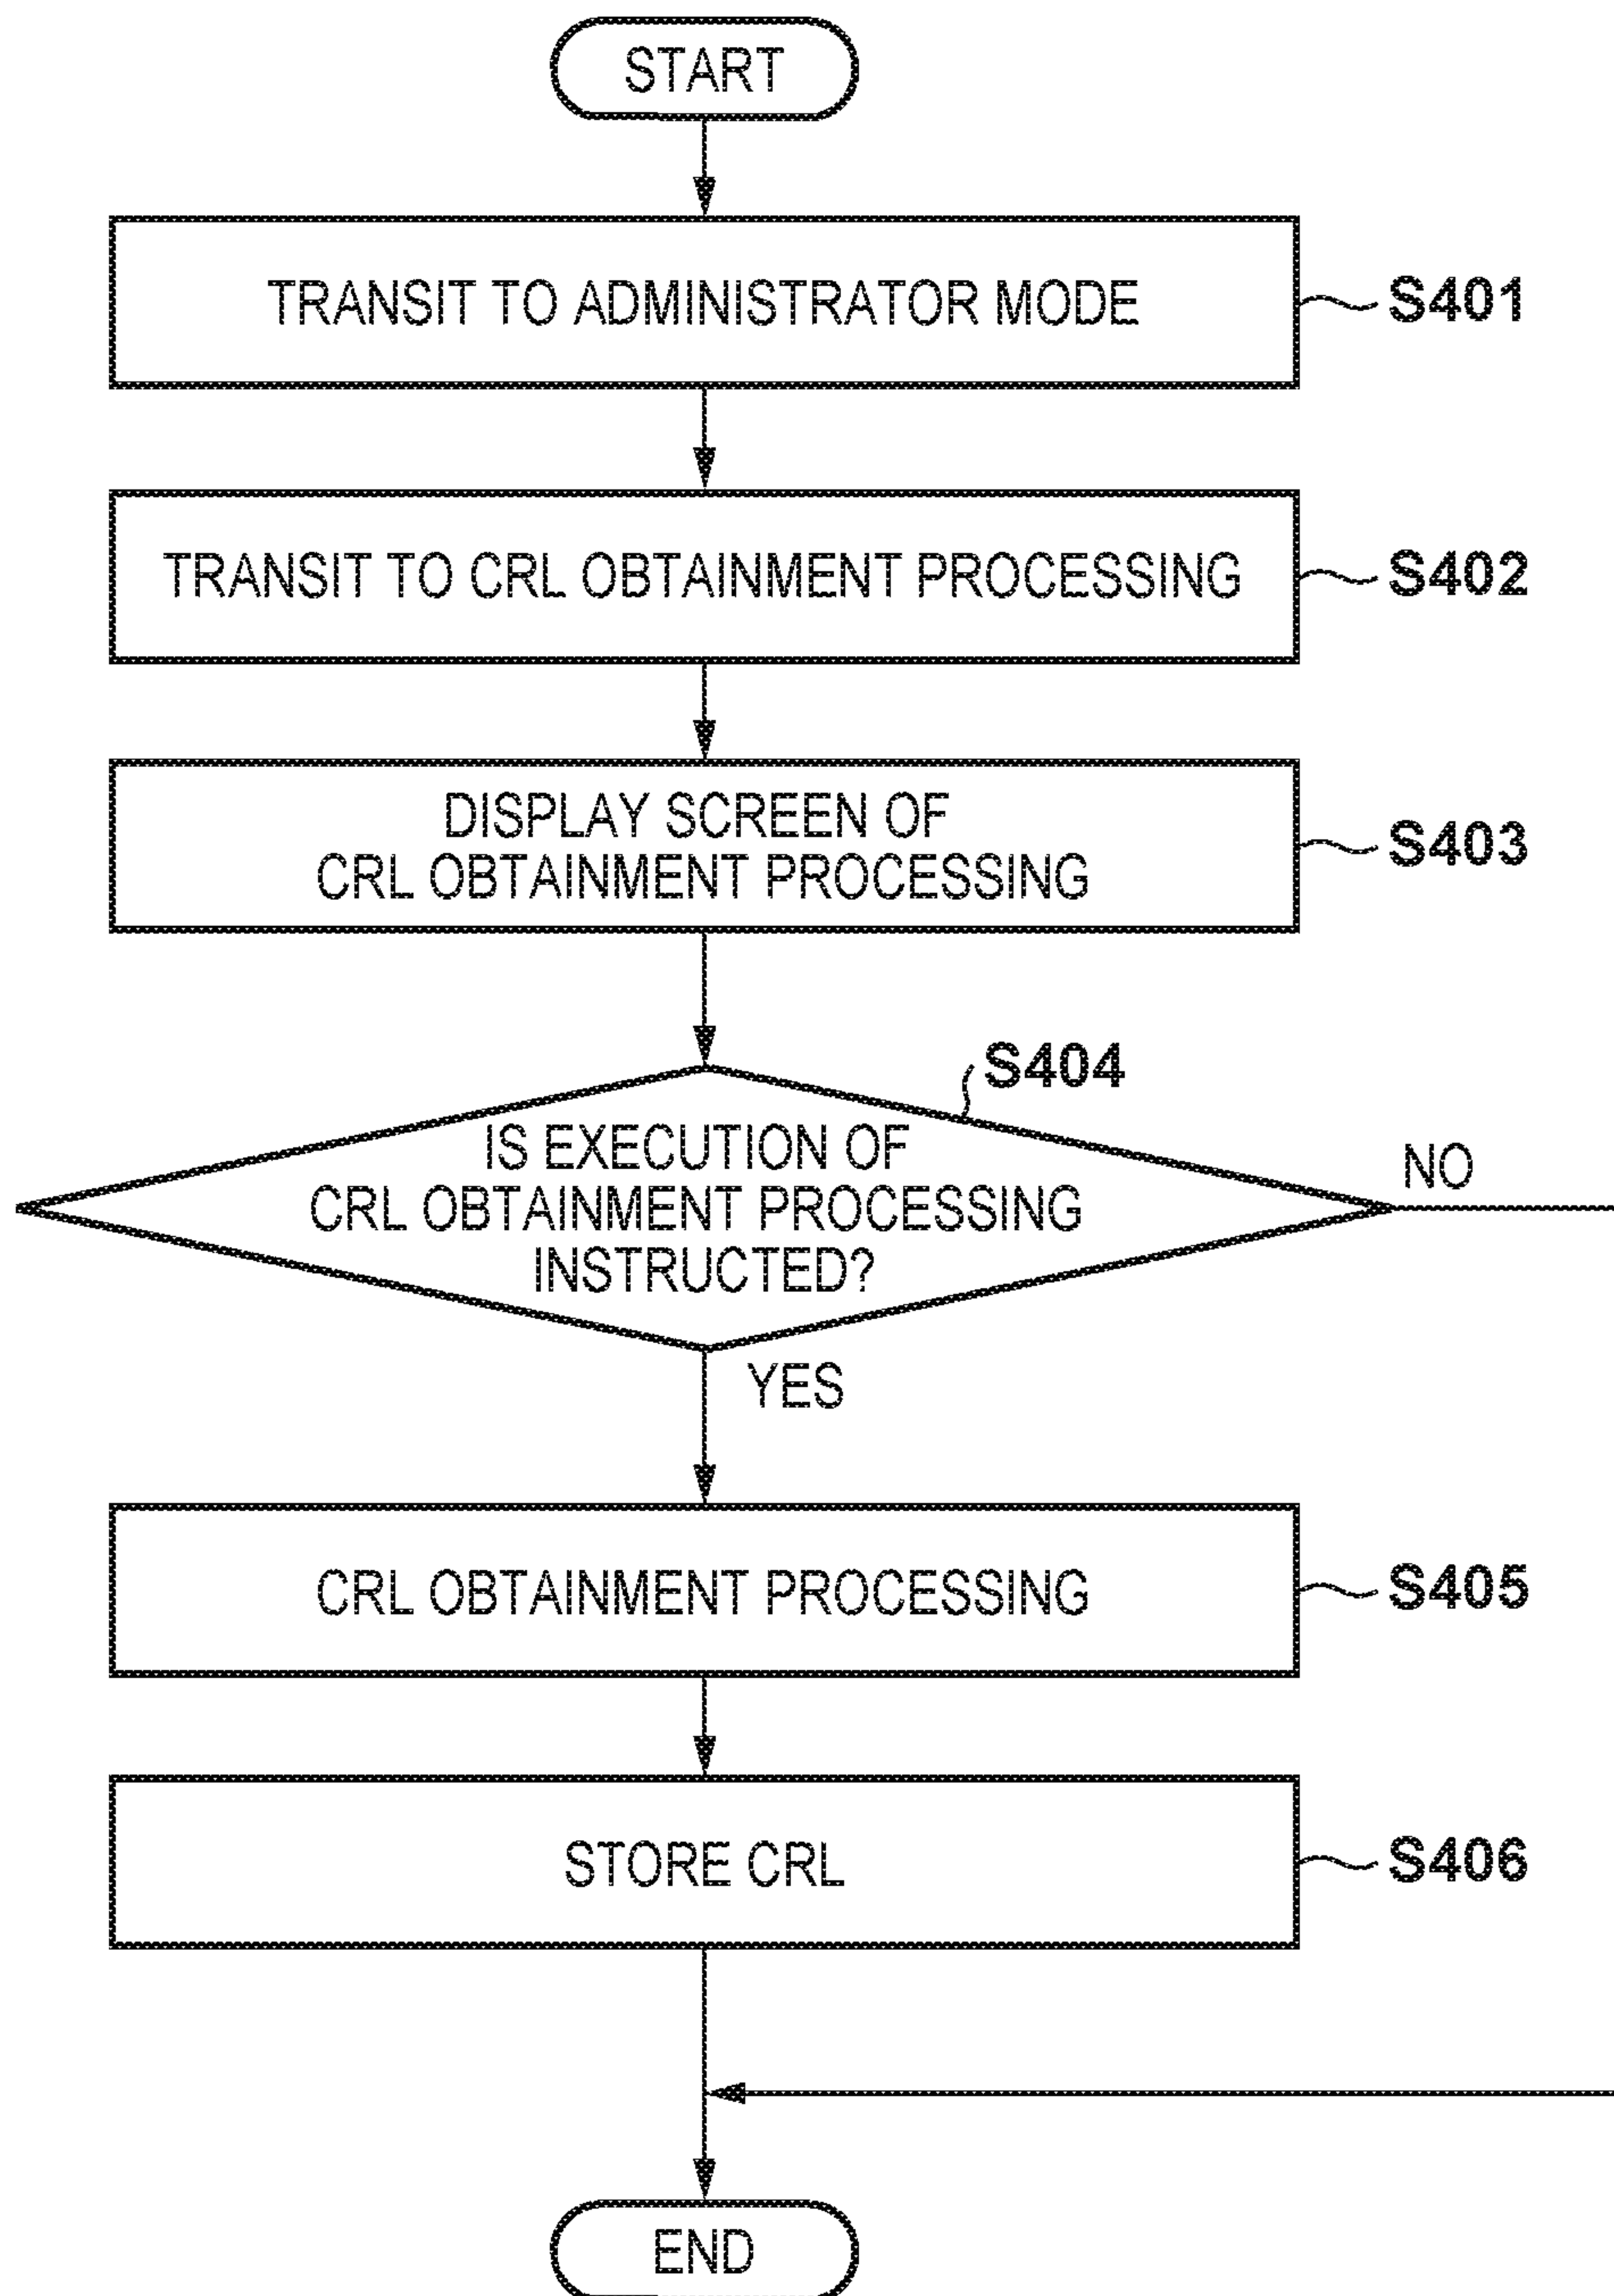 START
TRANSIT TO ADMINISTRATOR MODE
S401
TRANSIT TO CRL OBTAINMENT PROCESSING
S402
DISPLAY SCREEN OF
CRL OBTAINMENT PROCESSING
S403
S404
IS EXECUTION OF
CRL OBTAINMENT PROCESSING
INSTRUCTED?
NO
YES
CRL OBTAINMENT PROCESSING
S405
STORE CRL
S406
END